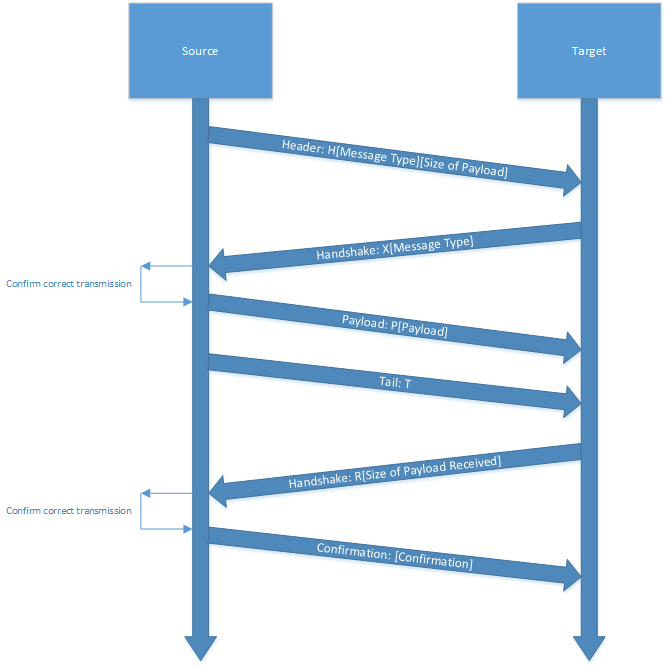 Source
Target
Header: H[Message Type][Size of Payload]
Handshake: X[Message Type]
Confirm correct transmission
Payload: P[Payload]
Tail: T
Handshake: R[Size of Payload Received]
Confirm correct transmission
Confirmation: [Confirmation]